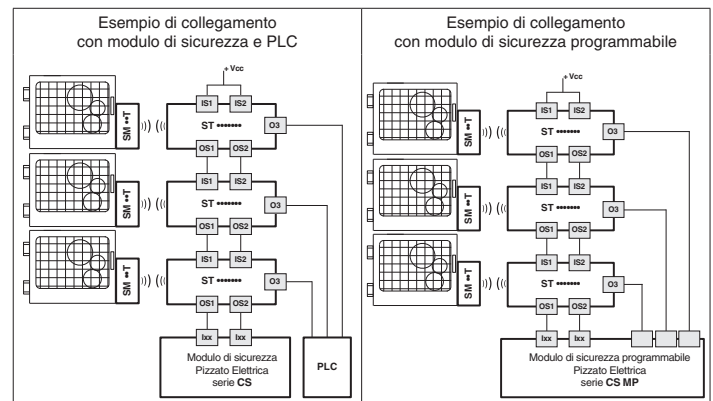 Esempio di collegamento
con modulo di sicurezza e PLC
+ Vcc
IS1 IS2
SM ••T
ST •••••••
O3
OS1 OS2
IS1 IS2
SM ••T
ST •••••••
O3
OS1 OS2
IS1 IS2
SM ••T
ST •••••••
O3
OS1 OS2
Ixx Ixx
Modulo di sicurezza
Pizzato Elettrica
serie CS
PLC
Esempio di collegamento
con modulo di sicurezza programmabile
+ Vcc
IS1 IS2
SM ••T
ST •••••••
O3
OS1 OS2
IS1 IS2
SM ••T
ST •••••••
O3
OS1 OS2
IS1 IS2
SM ••T
ST •••••••
O3
OS1 OS2
Ixx Ixx
Modulo di sicurezza programmabile
Pizzato Elettrica
serie CS MP